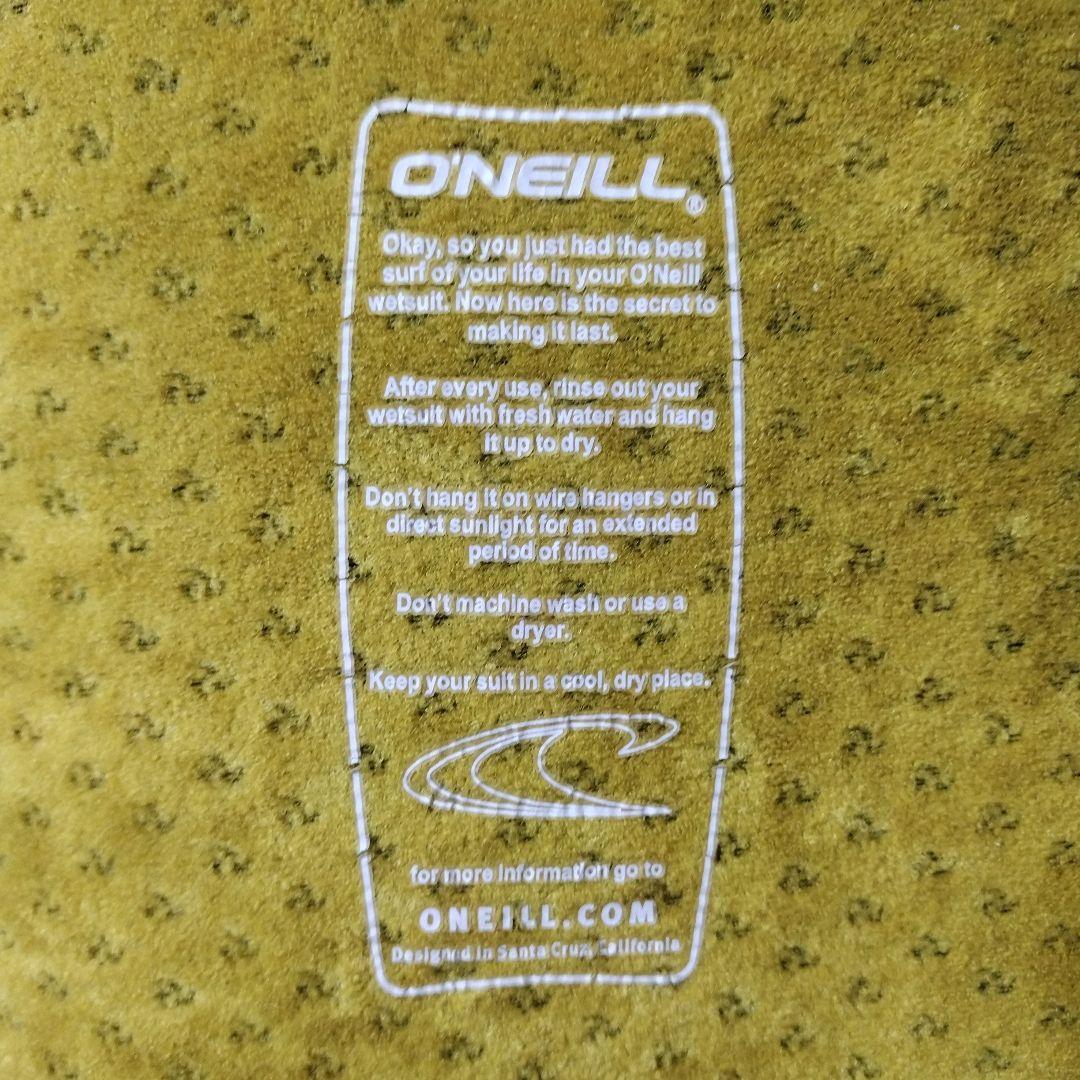 O'NEILL®
Okay, so you just had the best
surf of your life in your O'Neill
wetsuit. Now here is the secret to
making it last.
After every use, rinse out your
wetsuit with fresh water and hang
it up to dry.
Don't hang it on wire hangers or in
direct sunlight for an extended
period of time.
Don't machine wash or use a
dryer.
Keep your suit in a cool, dry place.
for more information go to
ONEILL.COM
Designed in Santa Cruz, California